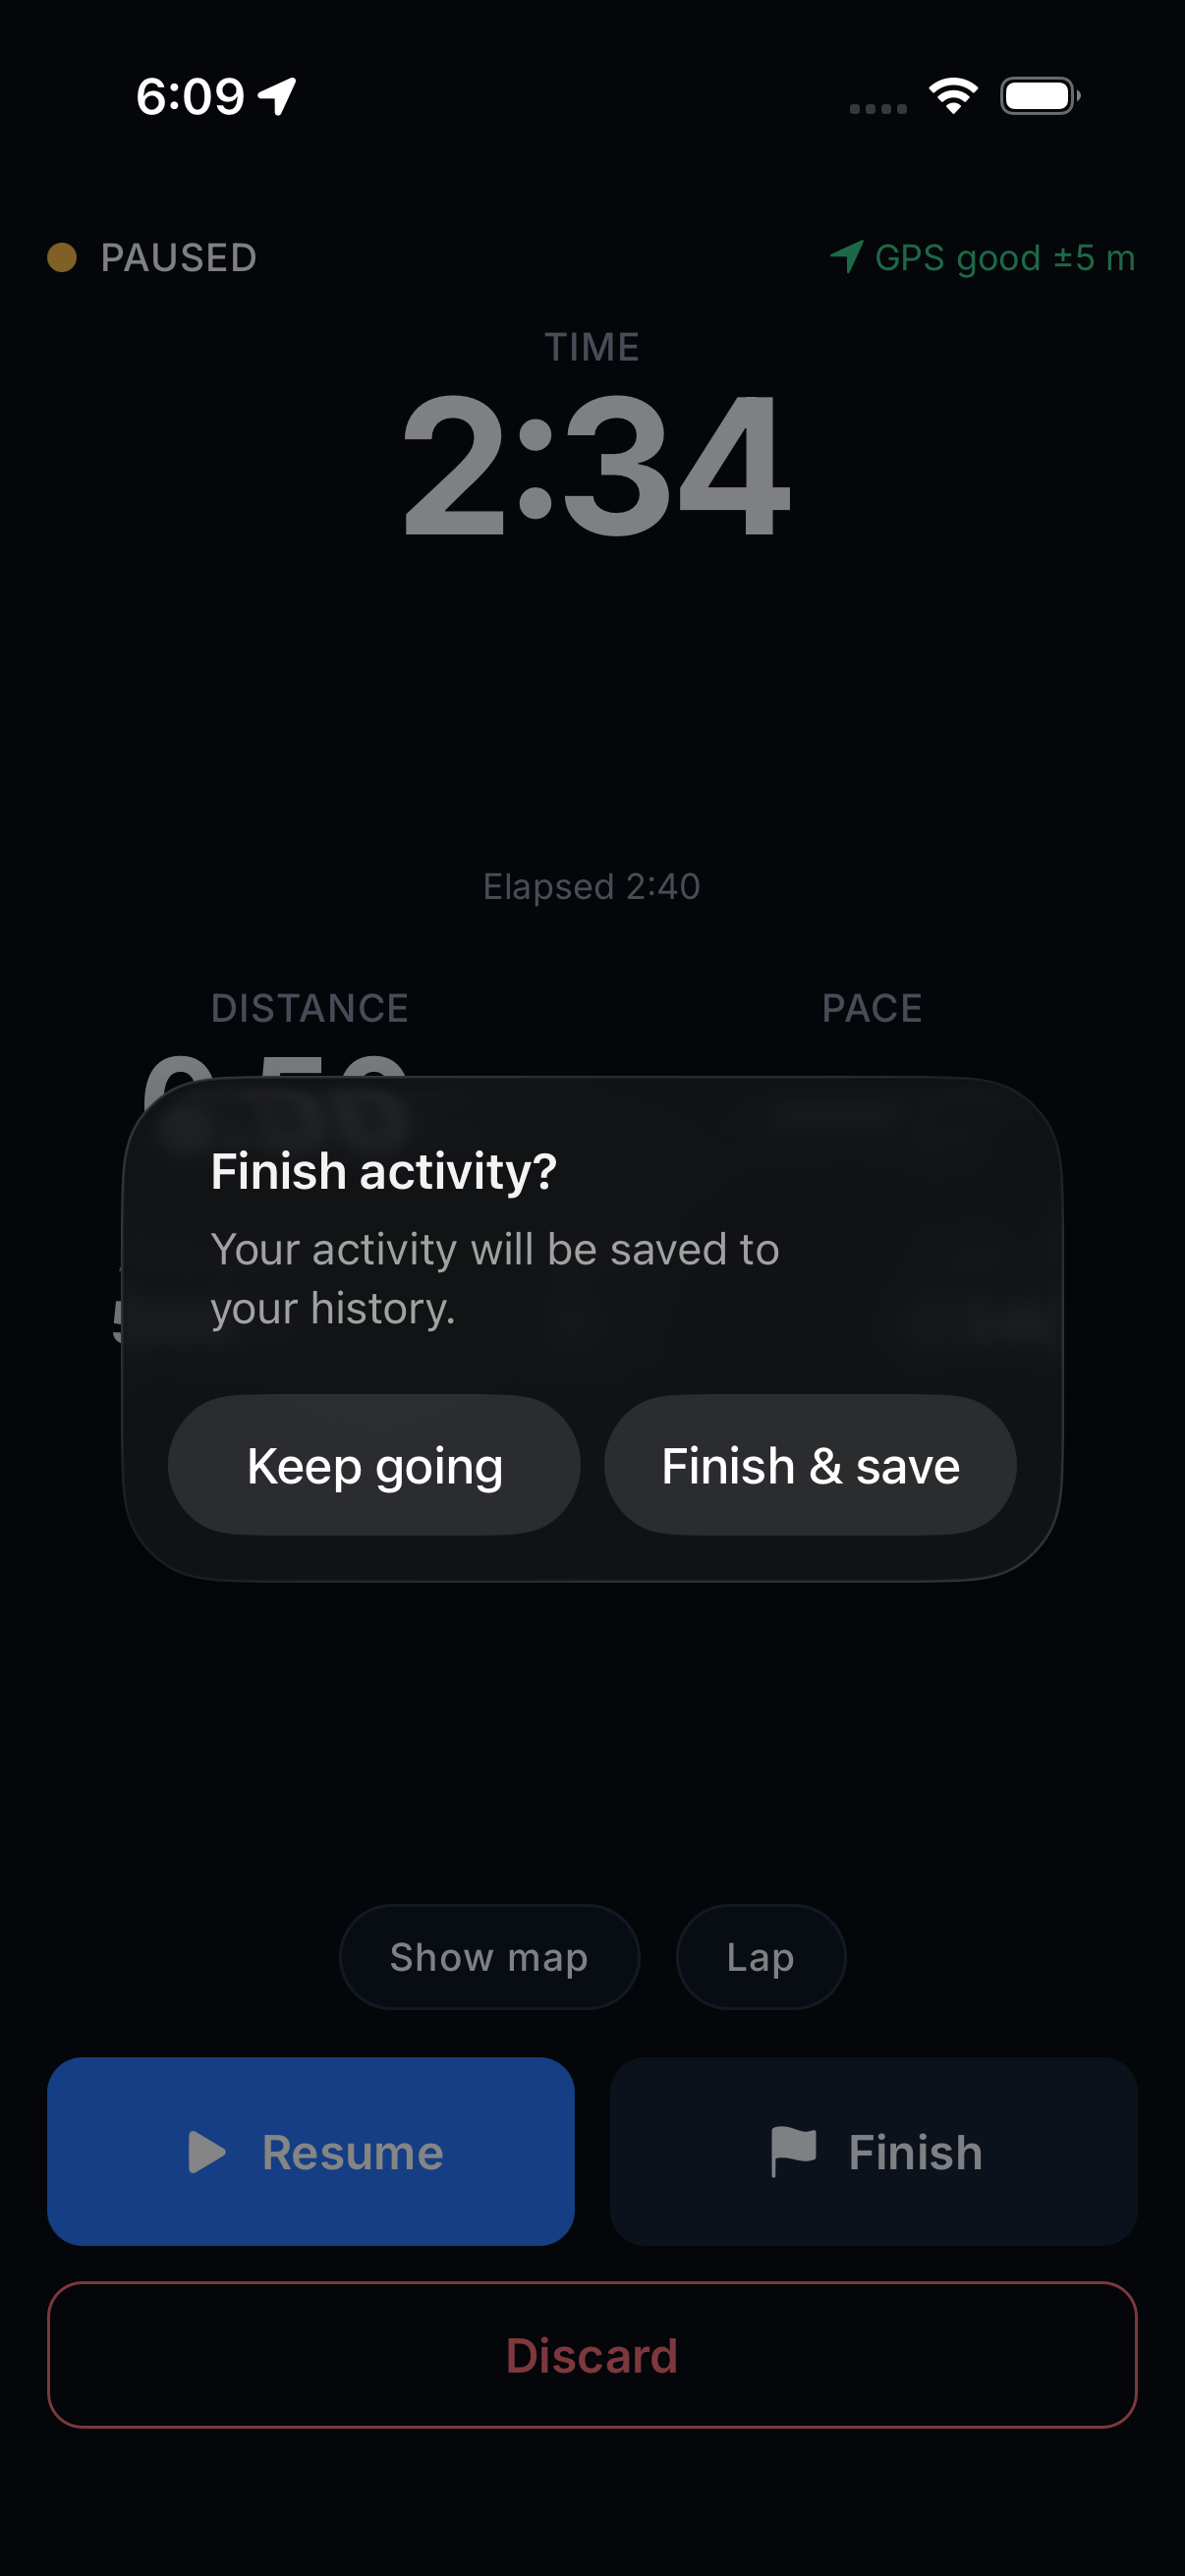 6:09
PAUSED
GPS good ±5 m
TIME
2:34
Elapsed 2:40
DISTANCE
PACE
Finish activity?
Your activity will be saved to
your history.
Keep going
Finish & save
Show map
Lap
Resume
Finish
Discard